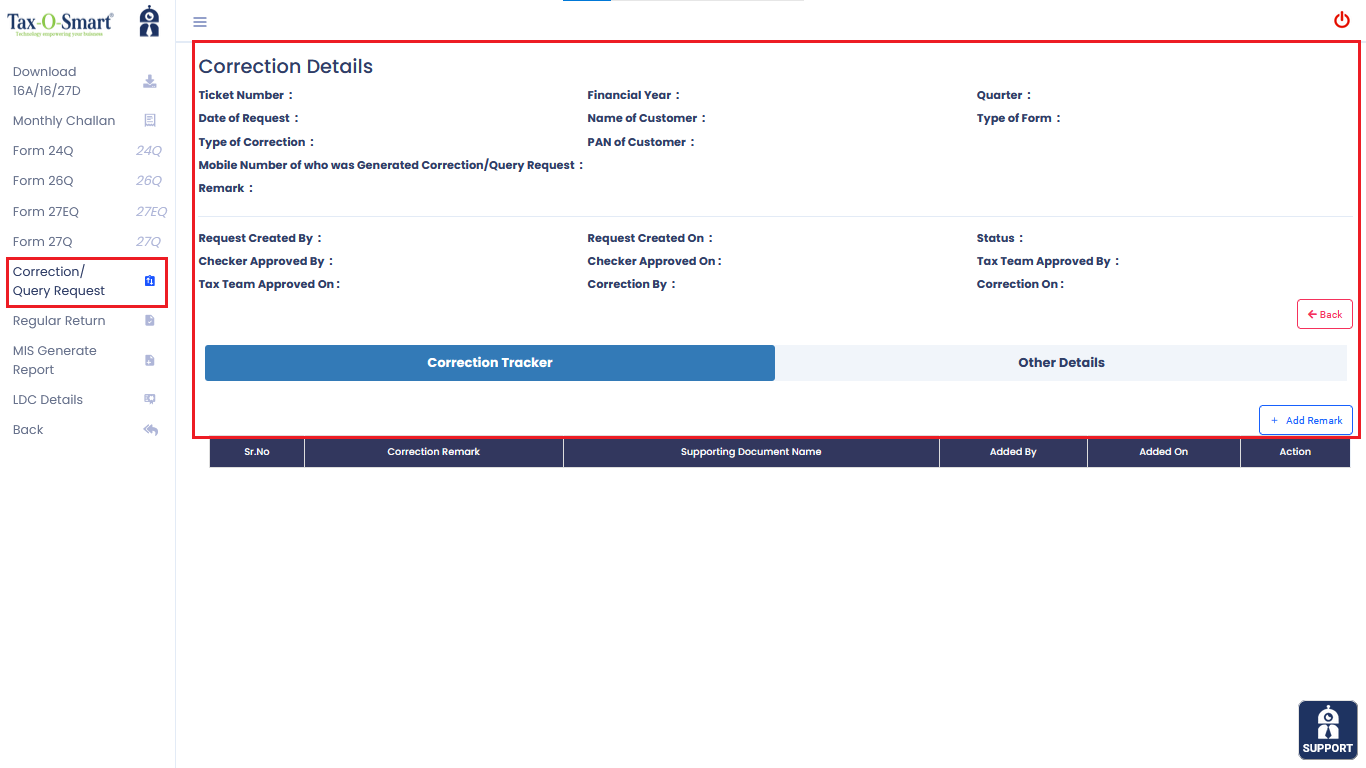 Tax-O-Smart®
Technology empowering your business
Download
16A/16/27D
Monthly Challan
Form 24Q 24Q
Form 26Q 26Q
Form 27EQ 27EQ
Form 27Q 27Q
Correction/
Query Request
Regular Return
MIS Generate
Report
LDC Details
Back
Correction Details
Ticket Number : Financial Year : Quarter :
Date of Request : Name of Customer : Type of Form :
Type of Correction : PAN of Customer :
Mobile Number of who was Generated Correction/Query Request :
Remark :
Request Created By : Request Created On : Status :
Checker Approved By : Checker Approved On : Tax Team Approved By :
Tax Team Approved On : Correction By : Correction On :
Back
Correction Tracker Other Details
+ Add Remark
Sr.No Correction Remark Supporting Document Name Added By Added On Action
SUPPORT